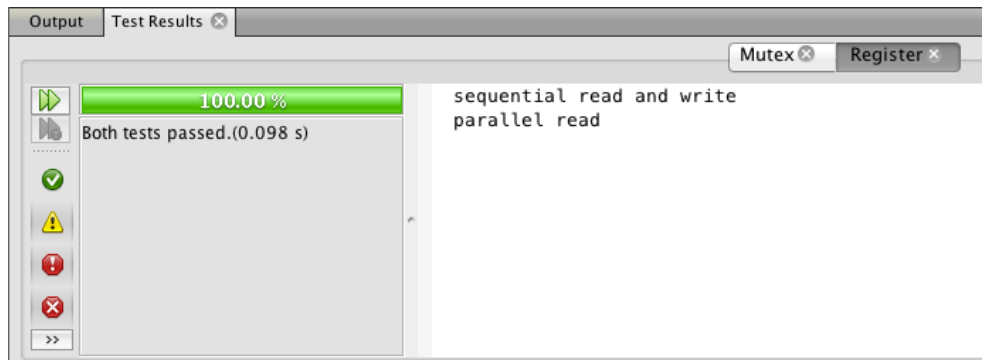 Output Test Results
Mutex Register
100.00 %
Both tests passed.(0.098 s)
sequential read and write
parallel read
>>